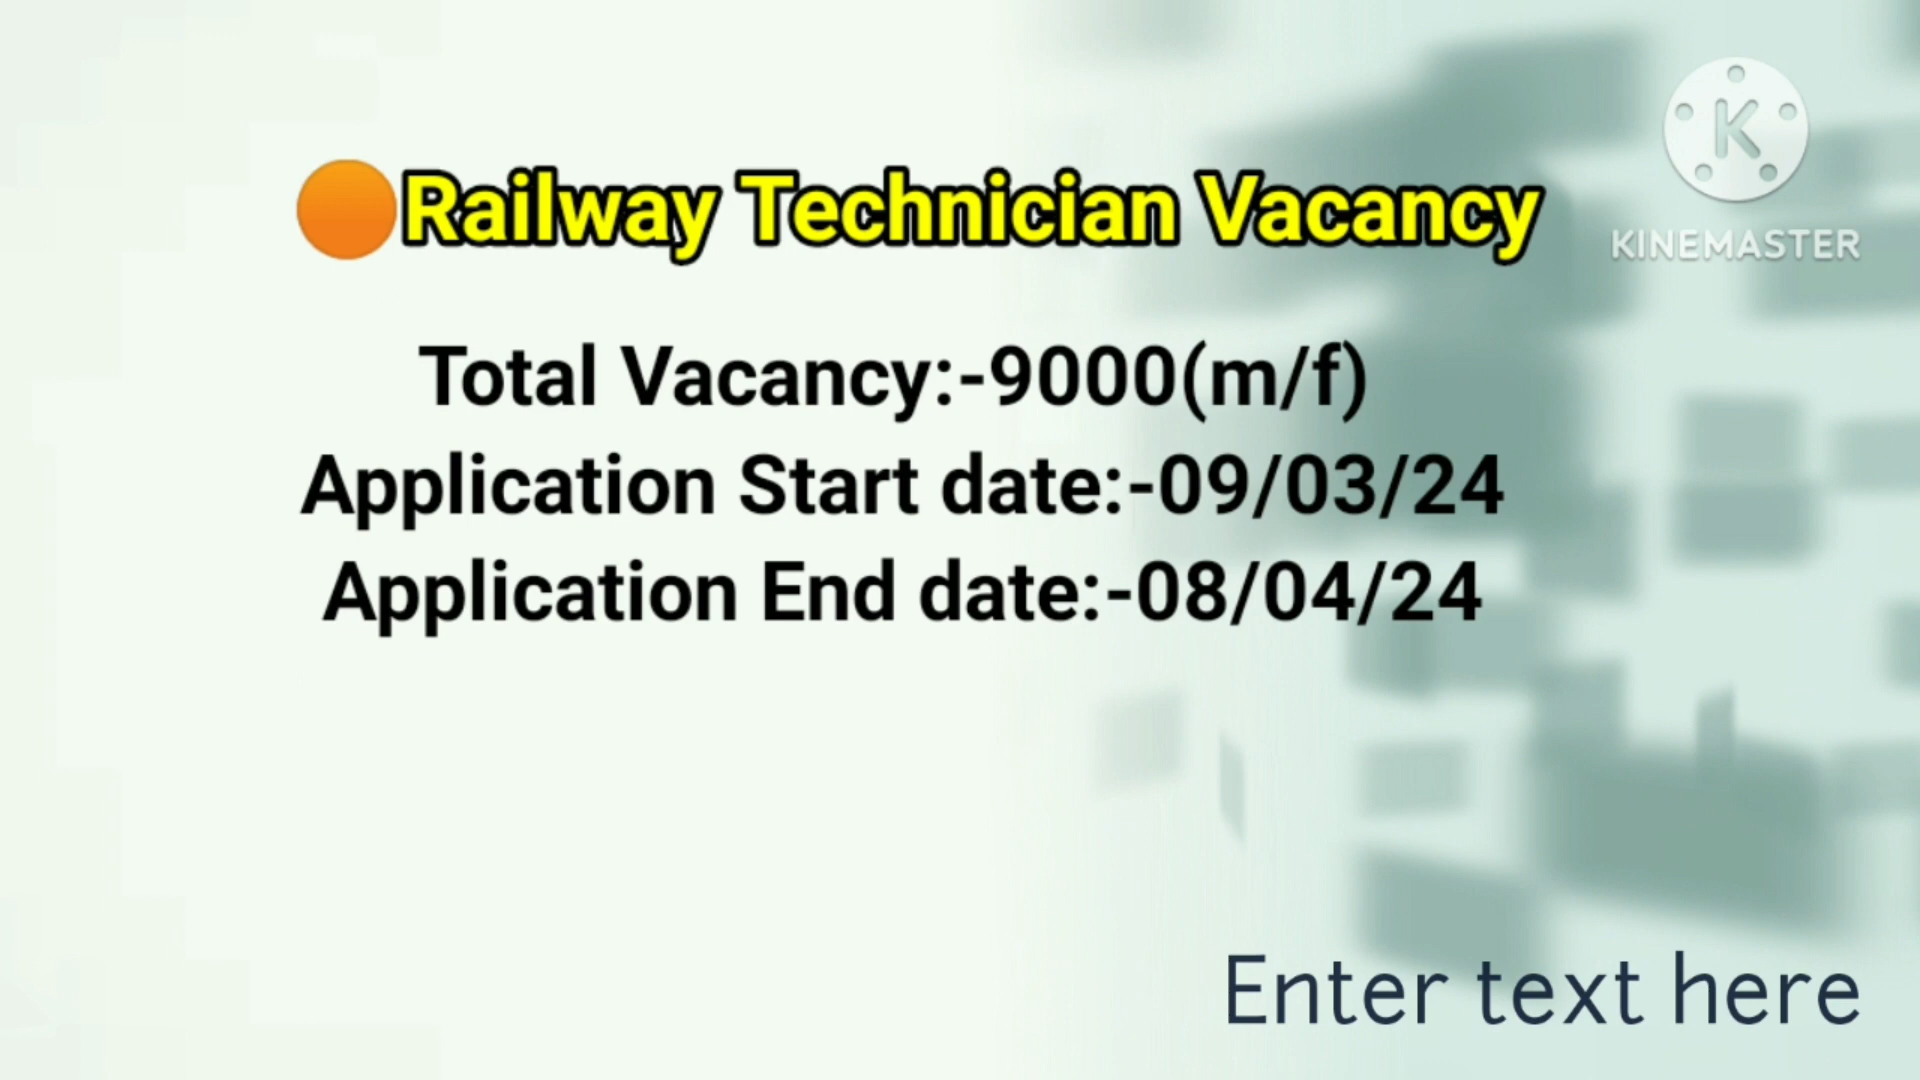 🟠Railway Technician Vacancy
Total Vacancy:-9000(m/f)
Application Start date:-09/03/24
Application End date:-08/04/24
K
KINEMASTER
Enter text here